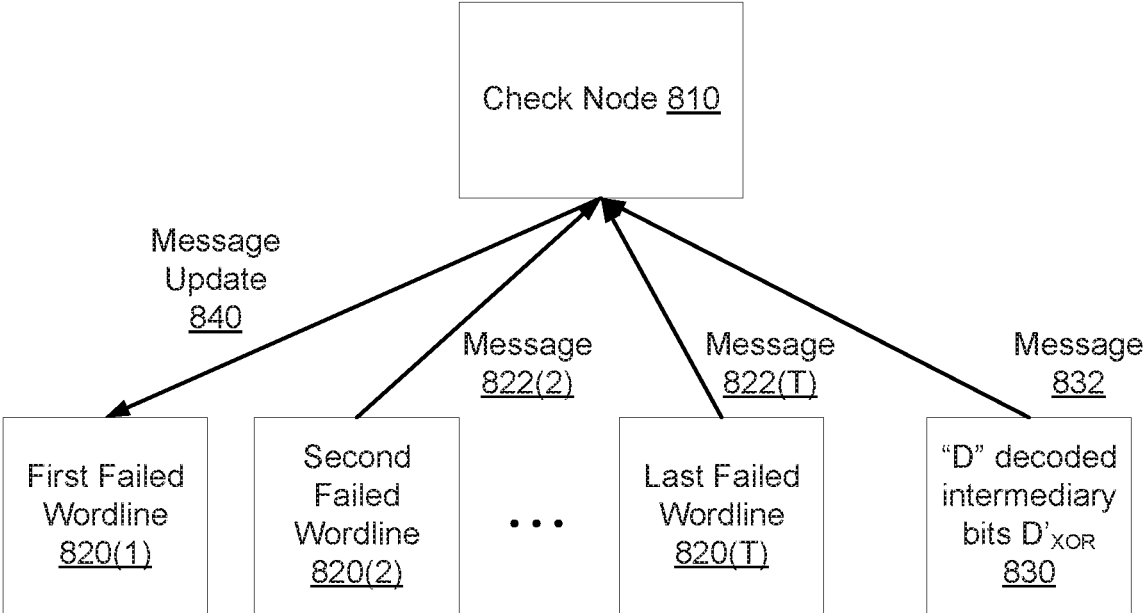 Check Node 810
Message
Update
840
Message
822(2)
Message
822(T)
Message
832
First Failed
Wordline
820(1)
Second
Failed
Wordline
820(2)
...
Last Failed
Wordline
820(T)
“D” decoded
intermediary
bits D’XOR
830